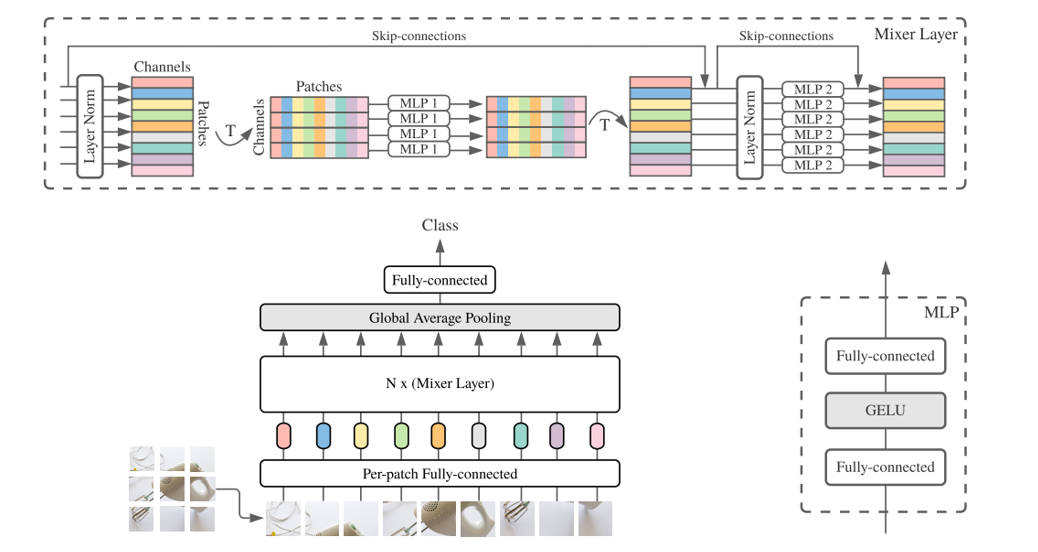 Skip-connections
Skip-connections
Mixer Layer
Channels
Patches
Layer Norm
Patches
T
Channels
MLP 1
MLP 1
MLP 1
MLP 1
T
Layer Norm
MLP 2
MLP 2
MLP 2
MLP 2
MLP 2
MLP 2
Class
Fully-connected
Global Average Pooling
N x (Mixer Layer)
Per-patch Fully-connected
MLP
Fully-connected
GELU
Fully-connected